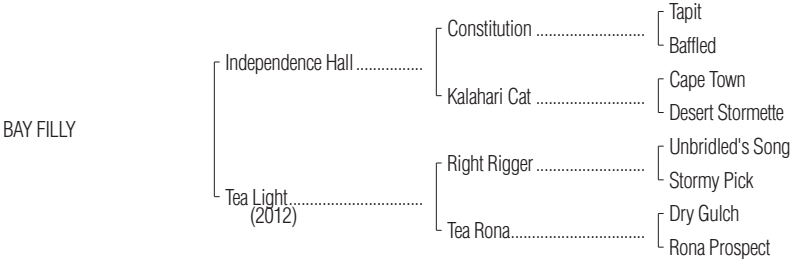 Tapit
Constitution ...........................
Baffled
Independence Hall ................
Cape Town
Kalahari Cat ...........................
Desert Stormette
BAY FILLY
Unbridled's Song
Right Rigger ...........................
Stormy Pick
Tea Light.................................
(2012)
Dry Gulch
Tea Rona.................................
Rona Prospect